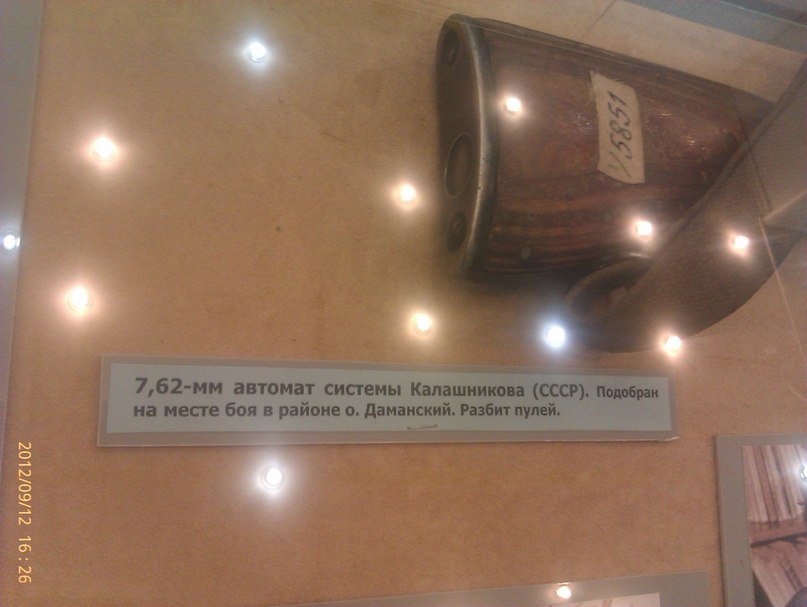 У5851
7,62-мм автомат системы Калашникова (СССР). Подобран
на месте боя в районе о. Даманский. Разбит пулей.
2012/09/12 16:26